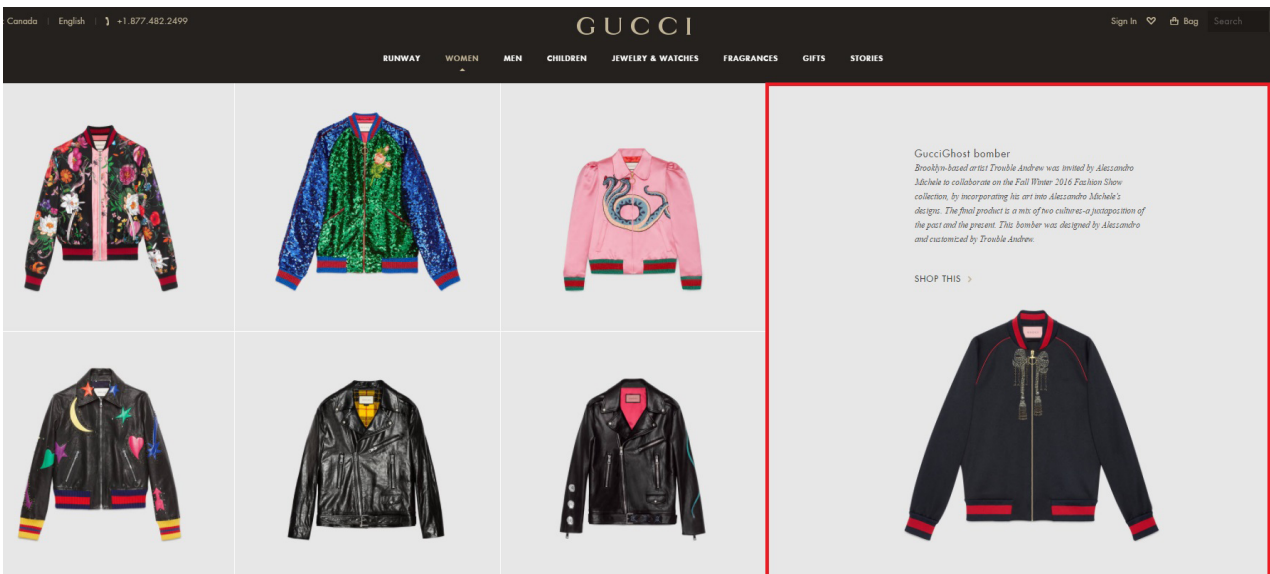 Canada | English | +1.877.482.2499
GUCCI
Sign In Bag Search
RUNWAY WOMEN MEN CHILDREN JEWELRY & WATCHES FRAGRANCES GIFTS STORIES
GucciGhost bomber
Brooklyn-based artist Trouble Andrew was invited by Alessandro
Michele to collaborate on the Fall Winter 2016 Fashion Show
collection, by incorporating his art into Alessandro Michele's
designs. The final product is a mix of two cultures-a juxtaposition of
the past and the present. This bomber was designed by Alessandro
and customized by Trouble Andrew.
SHOP THIS >